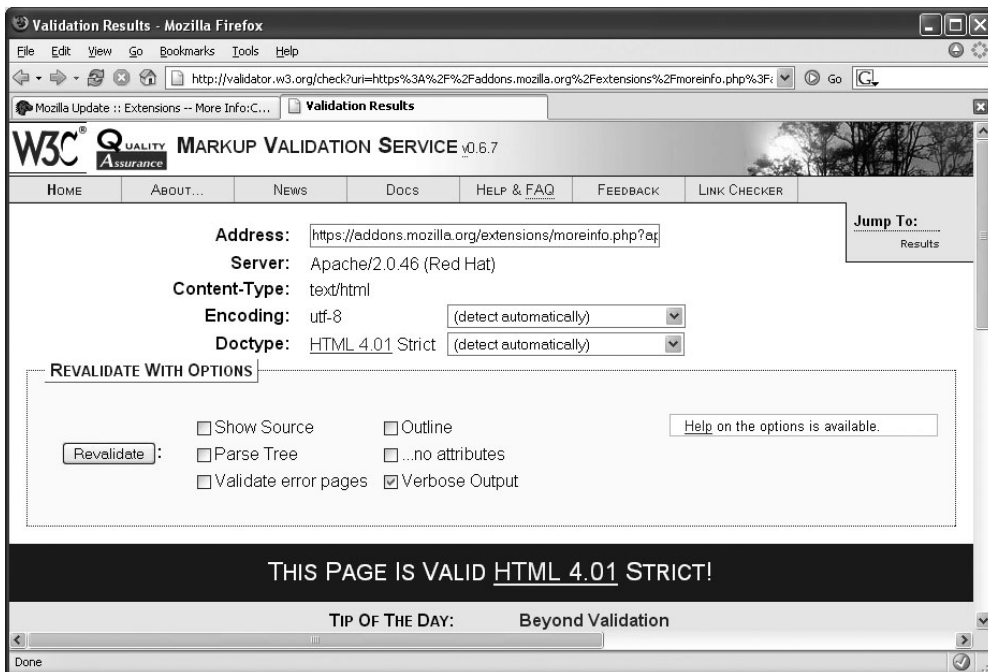 Validation Results - Mozilla Firefox
File Edit View Go Bookmarks Tools Help
http://validator.w3.org/check?uri=https%3A%2F%2Faddons.mozilla.org%2Fextensions%2Fmoreinfo.php%3Fa Go G
Mozilla Update :: Extensions -- More Info:C... Validation Results
W3C® QUALITY Assurance MARKUP VALIDATION SERVICE v0.6.7
HOME ABOUT... NEWS DOCS HELP & FAQ FEEDBACK LINK CHECKER
Jump To:
Results
Address: https://addons.mozilla.org/extensions/moreinfo.php?ap
Server: Apache/2.0.46 (Red Hat)
Content-Type: text/html
Encoding: utf-8 (detect automatically)
Doctype: HTML 4.01 Strict (detect automatically)
REVALIDATE WITH OPTIONS
Show Source Outline Help on the options is available.
Revalidate : Parse Tree ...no attributes
Validate error pages Verbose Output
THIS PAGE IS VALID HTML 4.01 STRICT!
TIP OF THE DAY: Beyond Validation
Done